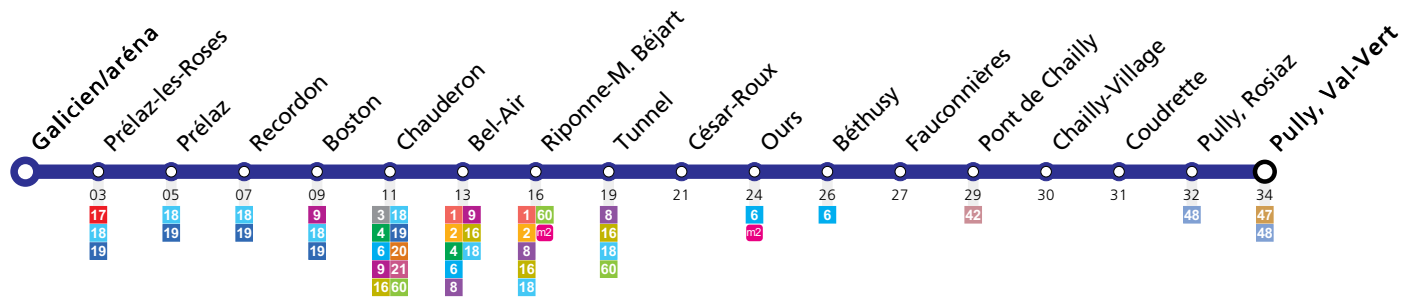 Galicien/aréna
Prélaz-les-Roses
Prélaz
Recordon
Boston
Chauderon
Bel-Air
Riponne-M. Béjart
Tunnel
César-Roux
Ours
Béthusy
Fauconnières
Pont de Chailly
Chailly-Village
Coudrette
Pully, Rosiaz
Pully, Val-Vert
03 05 07 09 11 13 16 19 21 24 26 27 29 30 31 32 34
17 18 18 9 3 18 1 9 1 60 8 6 6 42 48 47
18 19 19 18 4 19 2 16 2 m2 16 m2 48
19 19 6 20 4 18 8 18
9 21 6 16 60
16 60 8 18